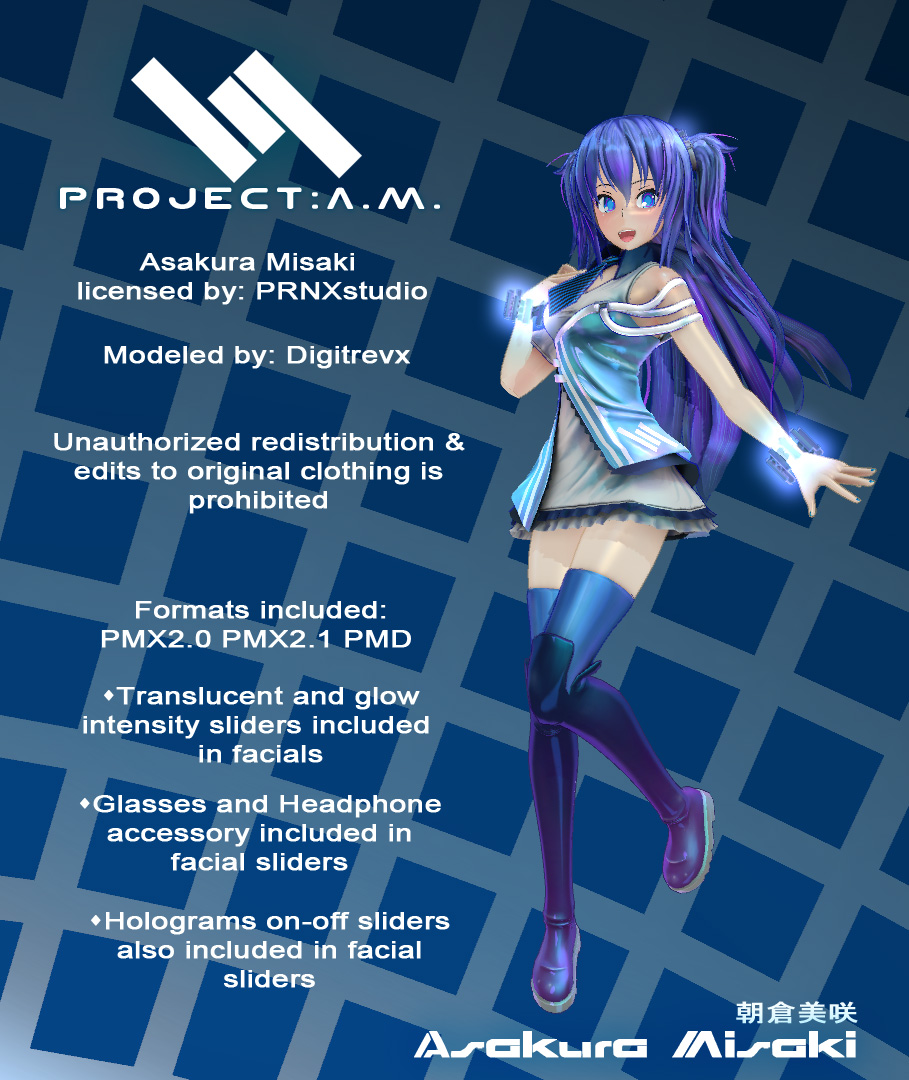 PROJECT:A.M.
Asakura Misaki
licensed by: PRNXstudio
Modeled by: Digitrevx
Unauthorized redistribution &
edits to original clothing is
prohibited
Formats included:
PMX2.0 PMX2.1 PMD
♦Translucent and glow
intensity sliders included
in facials
♦Glasses and Headphone
accessory included in
facial sliders
♦Holograms on-off sliders
also included in facial
sliders
朝倉美咲
Asakura Misaki